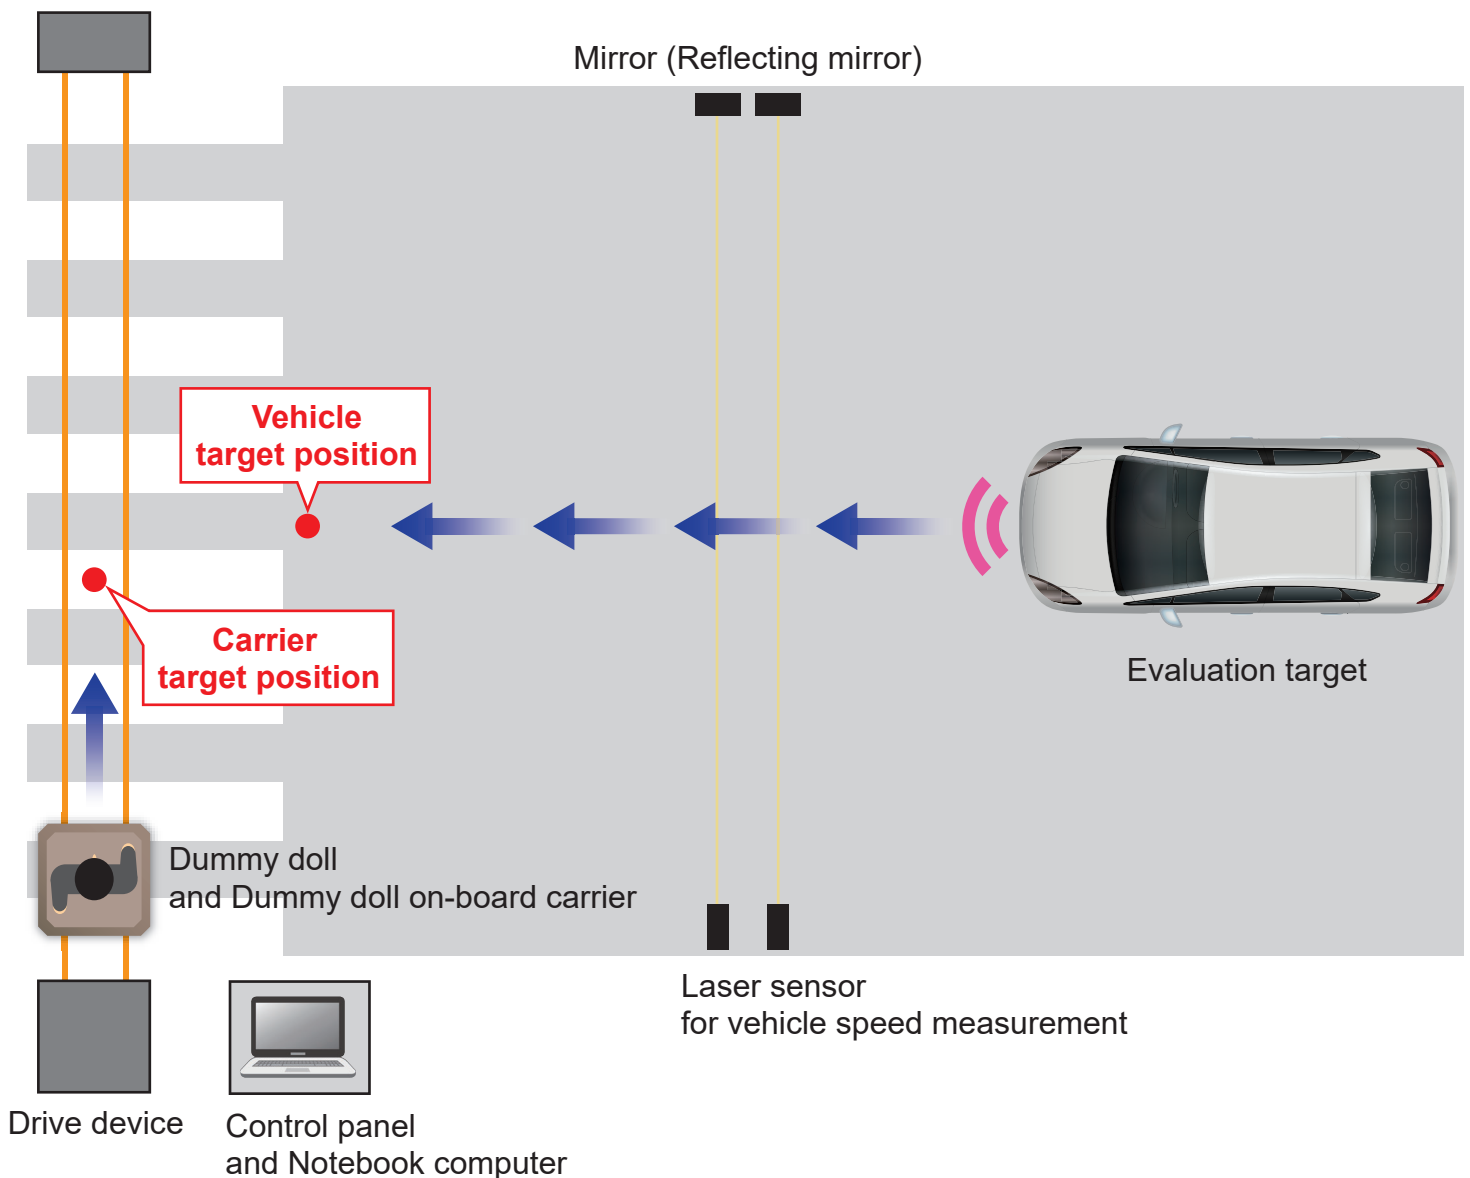 Mirror (Reflecting mirror)
Vehicle
target position
Carrier
target position
Evaluation target
Dummy doll
and Dummy doll on-board carrier
Laser sensor
for vehicle speed measurement
Drive device
Control panel
and Notebook computer